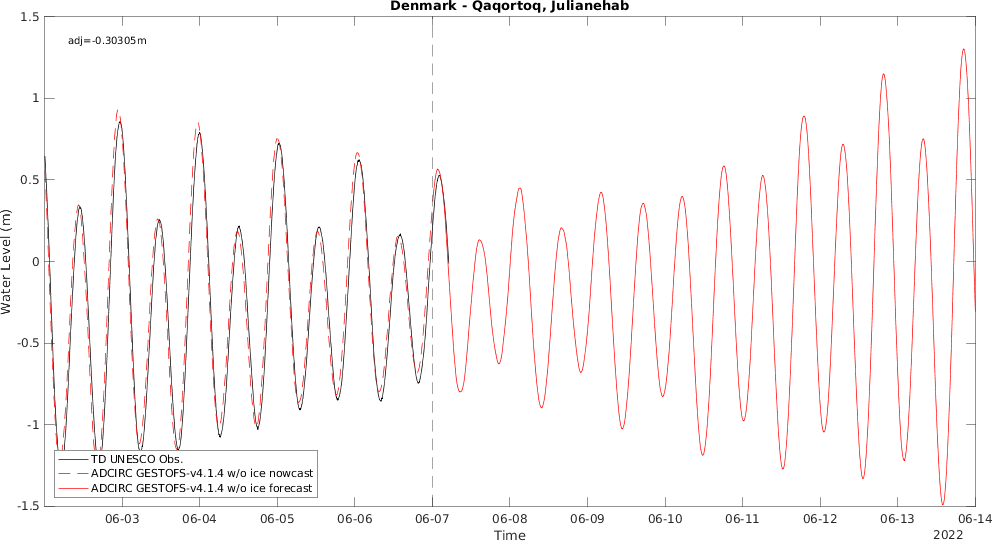 Denmark - Qaqortoq, Julianehab
adj=-0.30305m
1.5
1
0.5
0
-0.5
-1
-1.5
Water Level (m)
TD UNESCO Obs.
ADCIRC GESTOFS-v4.1.4 w/o ice nowcast
ADCIRC GESTOFS-v4.1.4 w/o ice forecast
06-03 06-04 06-05 06-06 06-07 06-08 06-09 06-10 06-11 06-12 06-13 06-14
Time
2022